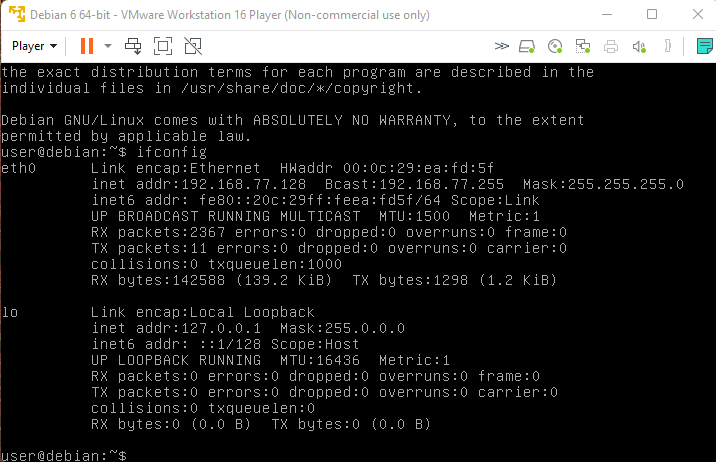 Debian 6 64-bit - VMware Workstation 16 Player (Non-commercial use only)
Player
the exact distribution terms for each program are described in the
individual files in /usr/share/doc/*/copyright.
Debian GNU/Linux comes with ABSOLUTELY NO WARRANTY, to the extent
permitted by applicable law.
user@debian:~$ ifconfig
eth0 Link encap:Ethernet HWaddr 00:0c:29:ea:fd:5f
inet addr:192.168.77.128 Bcast:192.168.77.255 Mask:255.255.255.0
inet6 addr: fe80::20c:29ff:feea:fd5f/64 Scope:Link
UP BROADCAST RUNNING MULTICAST MTU:1500 Metric:1
RX packets:2367 errors:0 dropped:0 overruns:0 frame:0
TX packets:11 errors:0 dropped:0 overruns:0 carrier:0
collisions:0 txqueuelen:1000
RX bytes:142588 (139.2 KiB) TX bytes:1298 (1.2 KiB)
lo Link encap:Local Loopback
inet addr:127.0.0.1 Mask:255.0.0.0
inet6 addr: ::1/128 Scope:Host
UP LOOPBACK RUNNING MTU:16436 Metric:1
RX packets:0 errors:0 dropped:0 overruns:0 frame:0
TX packets:0 errors:0 dropped:0 overruns:0 carrier:0
collisions:0 txqueuelen:0
RX bytes:0 (0.0 B) TX bytes:0 (0.0 B)
user@debian:~$